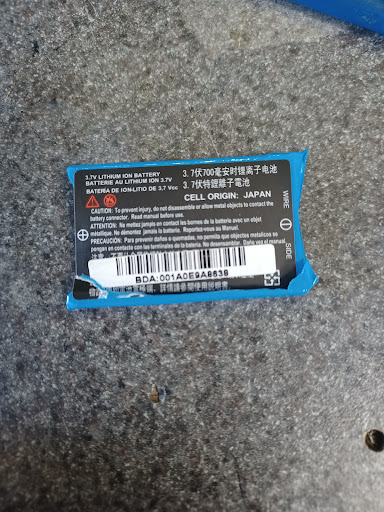 3.7V LITHIUM ION BATTERY
BATTERIE AU LITHIUM ION 3.7V
BATERÍA DE ION-LITIO DE 3,7 Vcc
3.7伏700毫安时锂离子电池
3.7伏特鋰離子電池
CELL ORIGIN: JAPAN
CAUTION: To prevent injury, do not disassemble or allow metal objects to contact the
battery connector. Read manual before use.
ATTENTION: Ne mettez jamais en contact les bornes de la batterie avec un objet
métallique. Ne démontez jamais la batterie. Reportez-vous au Manuel.
PRECAUCIÓN: Para prevenir daños o quemaduras, no permita que objetos metalicos se
pongan en contacto con las terminales de la batería. No desensamblar. Vea el manual
WIRE
SIDE
BDA:001A0E9A8638